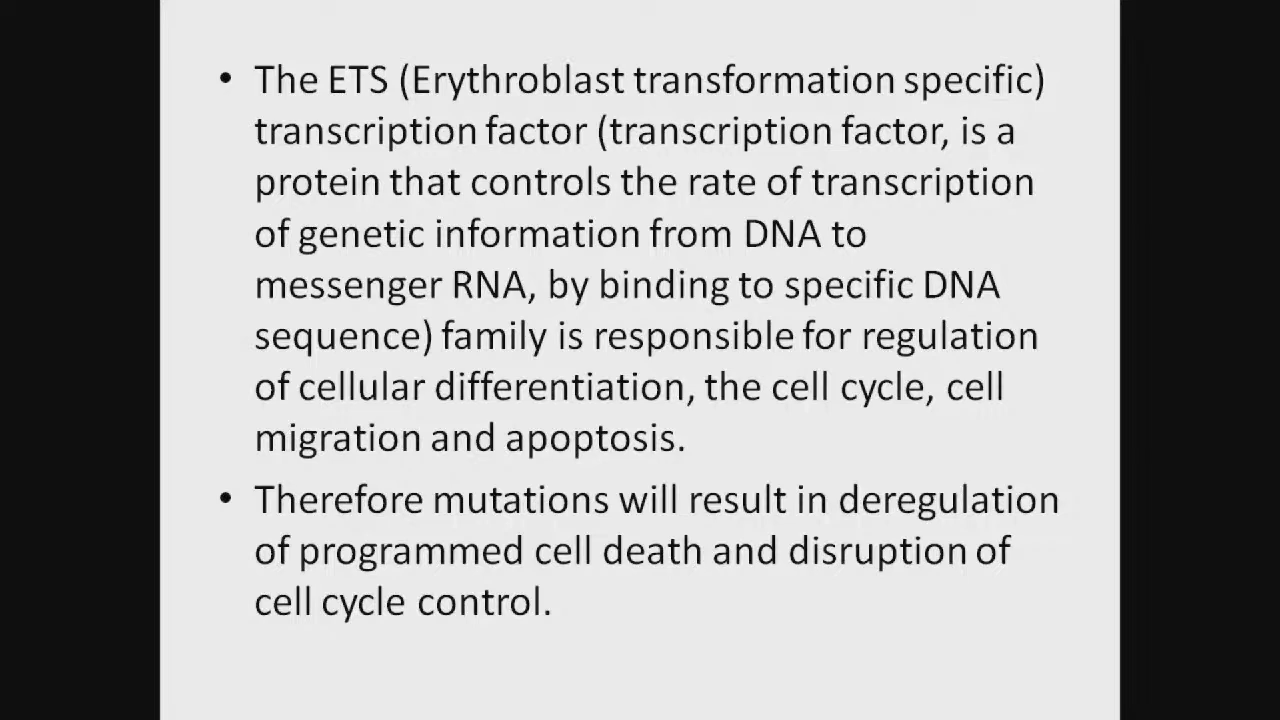 • The ETS (Erythroblast transformation specific)
transcription factor (transcription factor, is a
protein that controls the rate of transcription
of genetic information from DNA to
messenger RNA, by binding to specific DNA
sequence) family is responsible for regulation
of cellular differentiation, the cell cycle, cell
migration and apoptosis.
• Therefore mutations will result in deregulation
of programmed cell death and disruption of
cell cycle control.